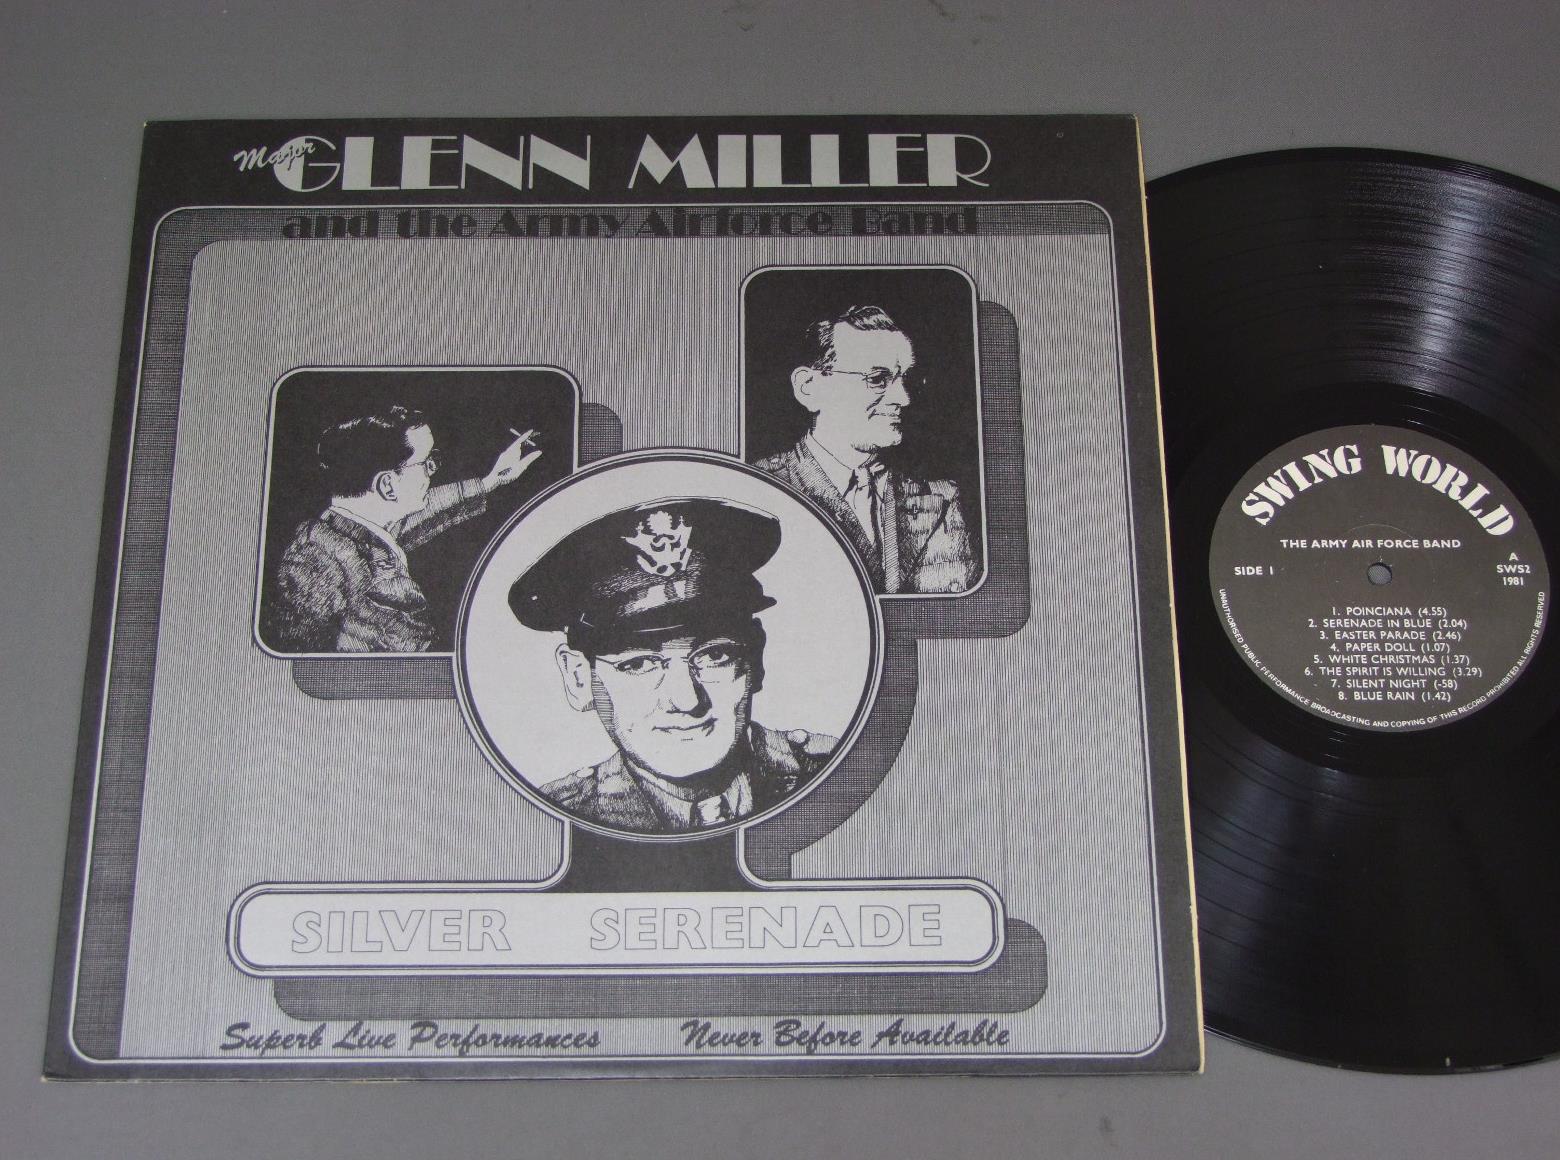 Major GLENN MILLER
and the Army Airforce Band
SILVER SERENADE
Superb Live Performances Never Before Available
SWING WORLD
THE ARMY AIR FORCE BAND
SIDE 1
A
SWS2
1981
1. POINCIANA (4.55)
2. SERENADE IN BLUE (2.04)
3. EASTER PARADE (2.46)
4. PAPER DOLL (1.07)
5. WHITE CHRISTMAS (1.37)
6. THE SPIRIT IS WILLING (3.29)
7. SILENT NIGHT (-58)
8. BLUE RAIN (1.42)
UNAUTHORISED PUBLIC PERFORMANCE BROADCASTING AND COPYING OF THIS RECORD PROHIBITED ALL RIGHTS RESERVED